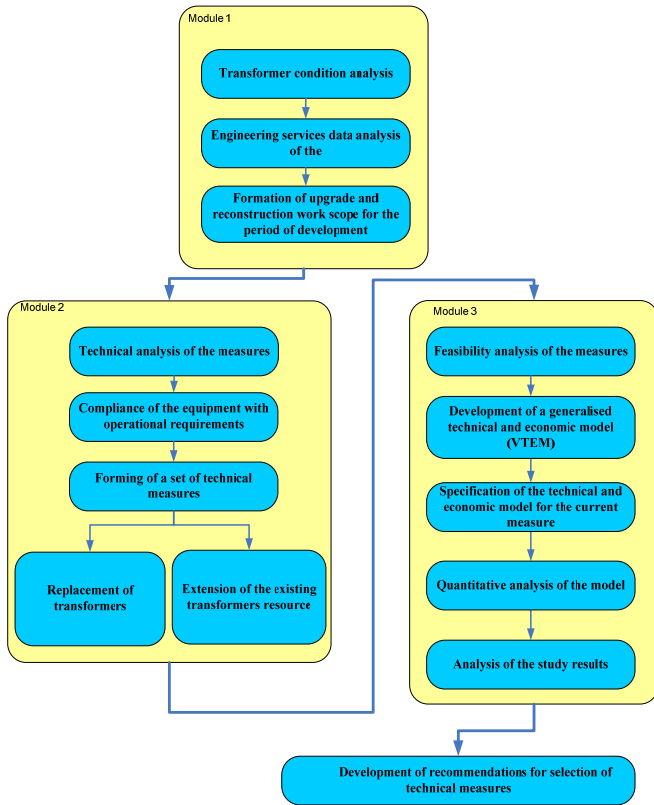 Module 1
Transformer condition analysis
Engineering services data analysis
of the
Formation of upgrade and
reconstruction work scope for the
period of development
Module 2
Technical analysis of the measures
Compliance of the equipment with
operational requirements
Forming of a set of technical
measures
Replacement of
transformers
Extension of the existing
transformers resource
Module 3
Feasibility analysis of the measures
Development of a generalised
technical and economic model
(VTEM)
Specification of the technical and
economic model for the current
measure
Quantitative analysis of the model
Analysis of the study results
Development of recommendations for selection of
technical measures